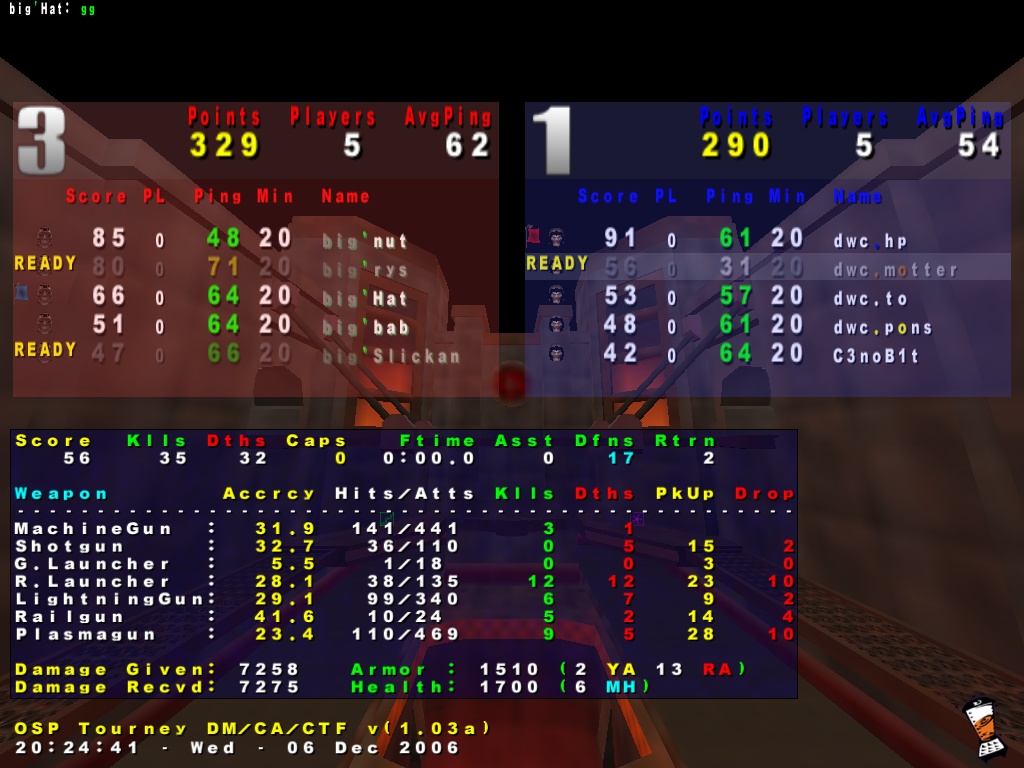 big'Hat: gg
3 Points Players AvgPing
329 5 62
Score PL Ping Min Name
85 0 48 20 big'nut
READY 80 0 71 20 big'rys
66 0 64 20 big'Hat
51 0 64 20 big'bab
READY 47 0 66 20 big'Slickan
1 Points Players AvgPing
290 5 54
Score PL Ping Min Name
91 0 61 20 dwc.hp
READY 56 0 31 20 dwc.motter
53 0 57 20 dwc.to
48 0 61 20 dwc.pons
42 0 64 20 C3noB1t
Score Klls Dths Caps Ftime Asst Dfns Rtrn
56 35 32 0 0:00.0 0 17 2
Weapon Accrcy Hits/Atts Klls Dths PkUp Drop
MachineGun : 31.9 141/441 3 1
Shotgun : 32.7 36/110 0 5 15 2
G.Launcher : 5.5 1/18 0 0 3 0
R.Launcher : 28.1 38/135 12 12 23 10
LightningGun: 29.1 99/340 6 7 9 2
Railgun : 41.6 10/24 5 2 14 4
Plasmagun : 23.4 110/469 9 5 28 10
Damage Given: 7258 Armor : 1510 (2 YA 13 RA)
Damage Recvd: 7275 Health: 1700 (6 MH)
OSP Tourney DM/CA/CTF v(1.03a)
20:24:41 - Wed - 06 Dec 2006